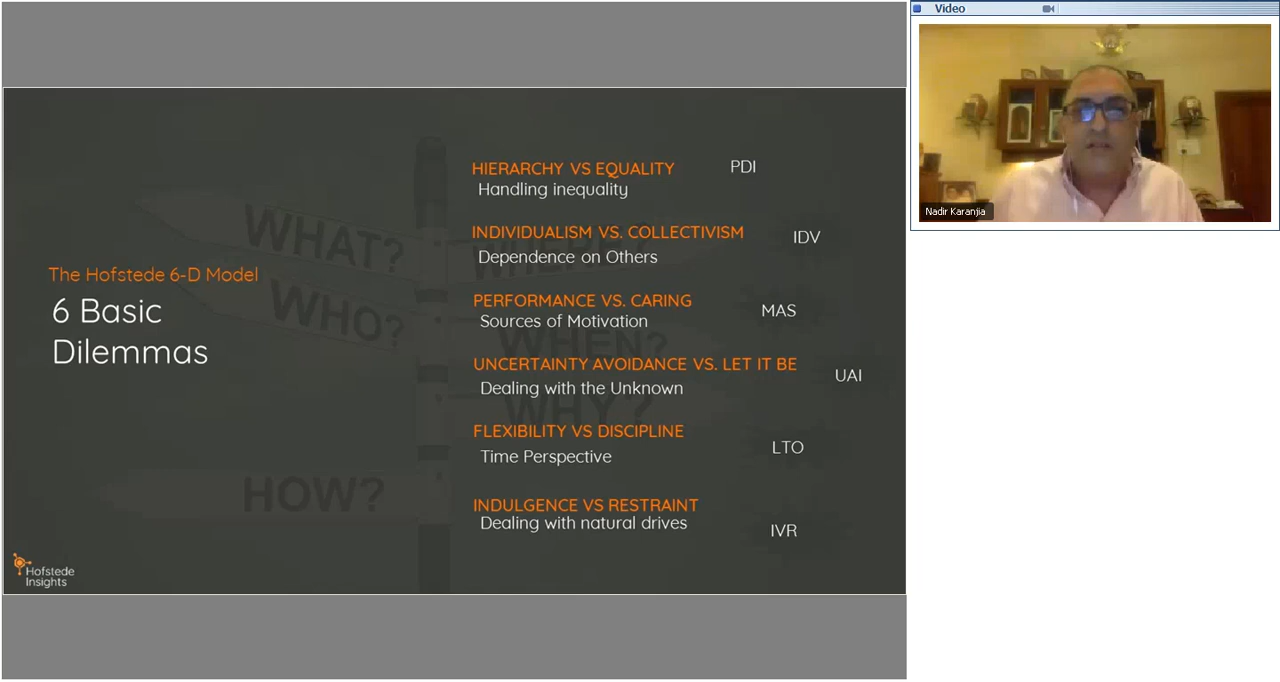 The Hofstede 6-D Model
6 Basic
Dilemmas
HIERARCHY VS EQUALITY PDI
Handling inequality
INDIVIDUALISM VS. COLLECTIVISM IDV
Dependence on Others
PERFORMANCE VS. CARING MAS
Sources of Motivation
UNCERTAINTY AVOIDANCE VS. LET IT BE UAI
Dealing with the Unknown
FLEXIBILITY VS DISCIPLINE LTO
Time Perspective
INDULGENCE VS RESTRAINT
Dealing with natural drives IVR
WHAT?
WHERE?
WHO?
WHEN?
WHY?
HOW?
Hofstede
Insights
Video
Nadir Karanjia